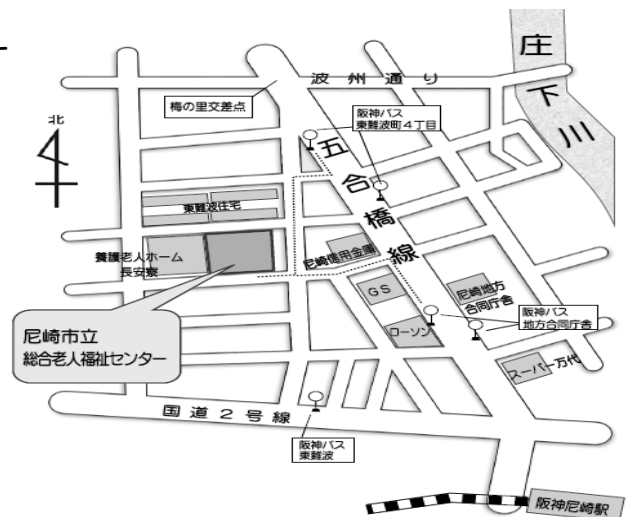 庄下川
波州通り
梅の里交差点
阪神バス
東難波町4丁目
北
五合橋線
東難波住宅
養護老人ホーム
長安寮
尼崎信用金庫
GS
尼崎地方
合同庁舎
ローソン
阪神バス
地方合同庁舎
尼崎市立
総合老人福祉センター
スーパー万代
国道2号線
阪神バス
東難波
阪神尼崎駅